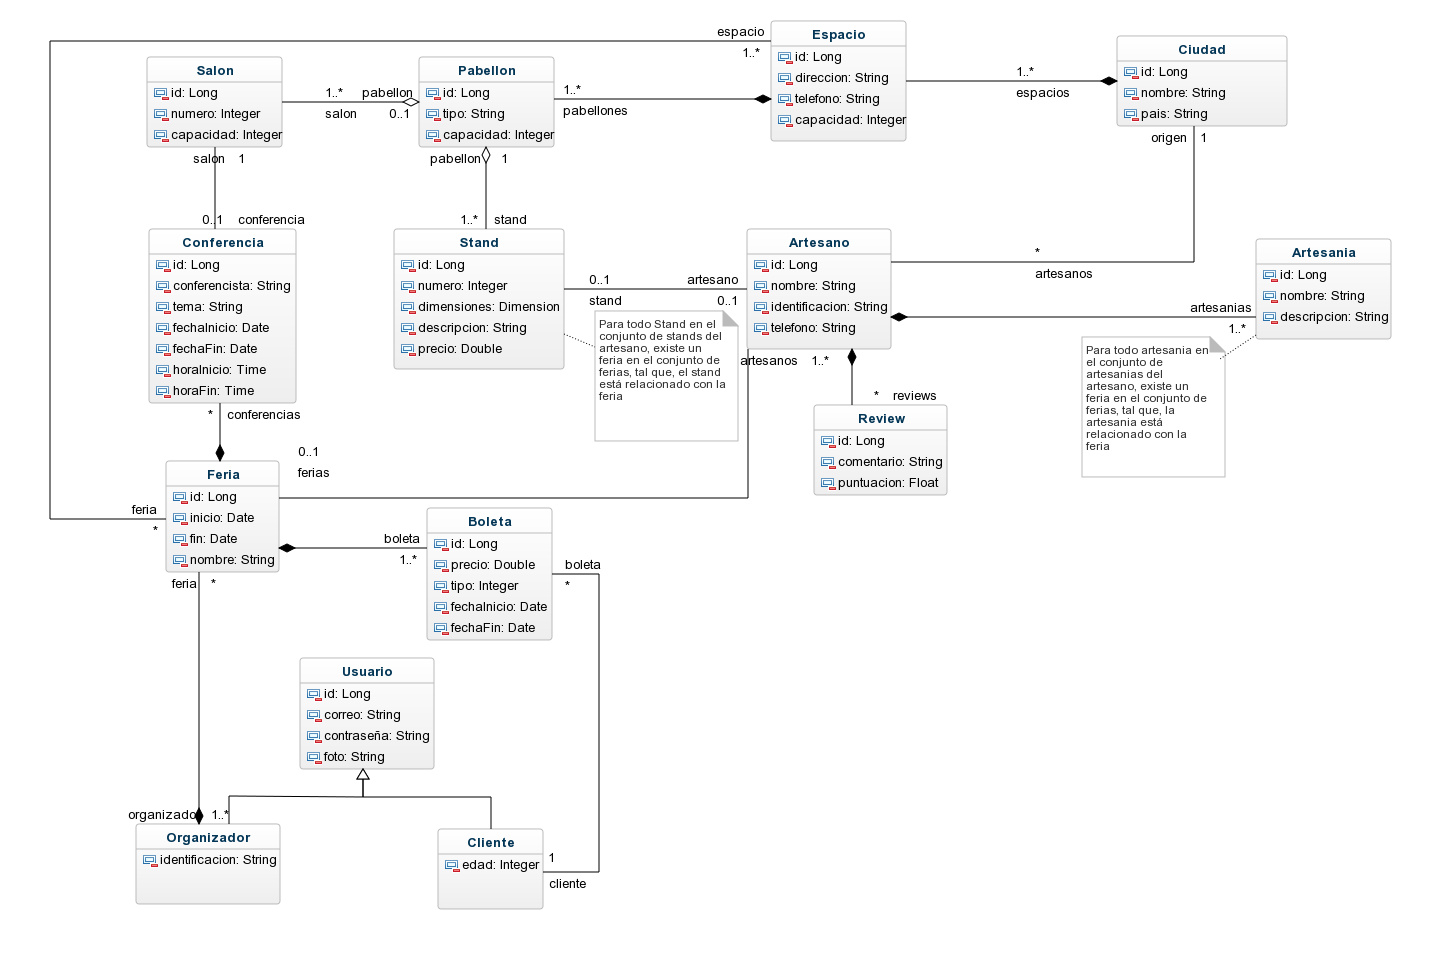 espacio
1..*
Espacio
id: Long
direccion: String
telefono: String
capacidad: Integer
Ciudad
id: Long
nombre: String
pais: String
1..*
espacios
origen 1
Salon
id: Long
numero: Integer
capacidad: Integer
1..* pabellon
salon 0..1
Pabellon
id: Long
tipo: String
capacidad: Integer
1..*
pabellones
salon 1
pabellon 1
0..1 conferencia
1..* stand
Conferencia
id: Long
conferencista: String
tema: String
fechaInicio: Date
fechaFin: Date
horaInicio: Time
horaFin: Time
Stand
id: Long
numero: Integer
dimensiones: Dimension
descripcion: String
precio: Double
0..1 artesano
stand 0..1
Artesano
id: Long
nombre: String
identificacion: String
telefono: String
*
artesanos
Artesania
id: Long
nombre: String
descripcion: String
artesanias
1..*
Para todo Stand en el
conjunto de stands del
artesano, existe un
feria en el conjunto de
ferias, tal que, el stand
está relacionado con la
feria
Para todo artesania en
el conjunto de
artesanias del
artesano, existe un
feria en el conjunto de
ferias, tal que, la
artesania está
relacionado con la
feria
artesanos 1..*
* reviews
Review
id: Long
comentario: String
puntuacion: Float
* conferencias
0..1
ferias
Feria
id: Long
inicio: Date
fin: Date
nombre: String
feria
*
boleta
1..*
Boleta
id: Long
precio: Double
tipo: Integer
fechaInicio: Date
fechaFin: Date
boleta
*
feria *
Usuario
id: Long
correo: String
contraseña: String
foto: String
organizado 1..*
Organizador
identificacion: String
Cliente
edad: Integer
1
cliente